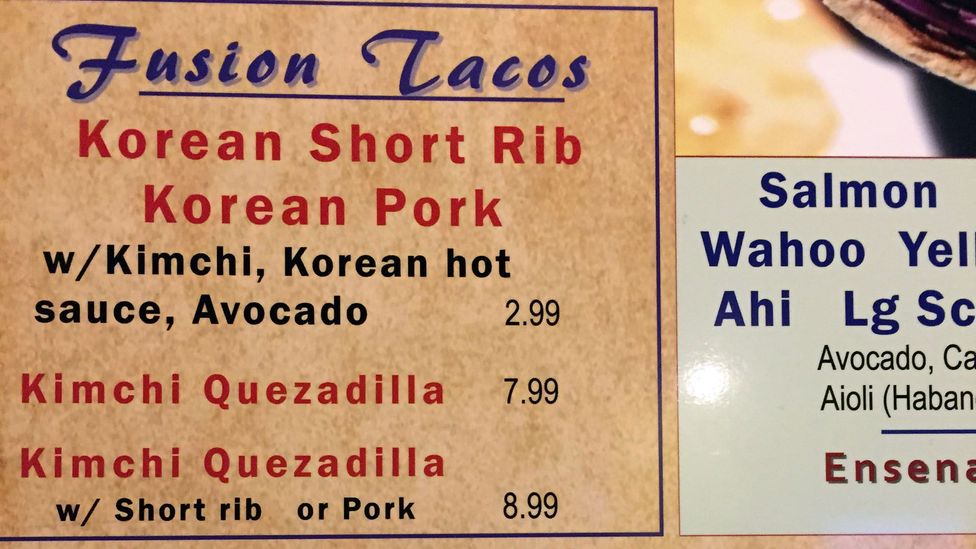 Fusion Tacos
Korean Short Rib
Korean Pork
w/Kimchi, Korean hot
sauce, Avocado 2.99
Kimchi Quezadilla 7.99
Kimchi Quezadilla
w/ Short rib or Pork 8.99
Salmon
Wahoo
Ahi Lg
Avocado,
Aioli